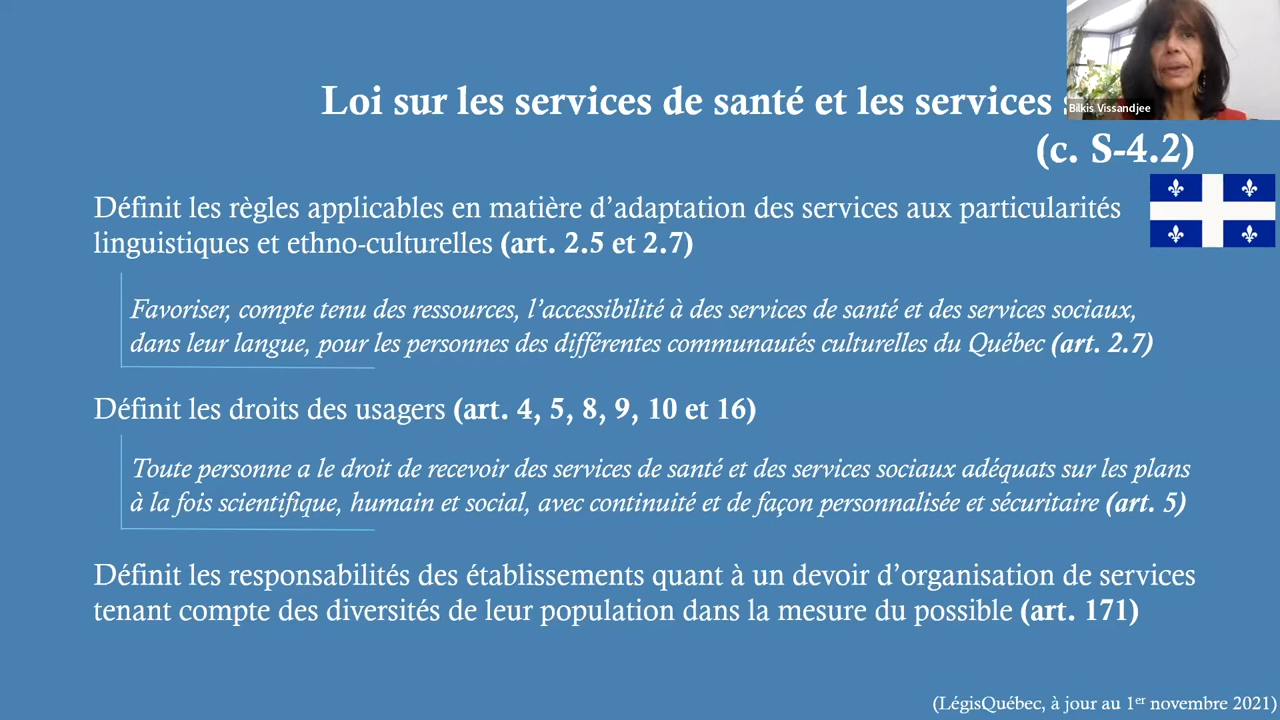 Loi sur les services de santé et les services
Bilkis Vissandjee
(c. S-4.2)
Définit les règles applicables en matière d’adaptation des services aux particularités
linguistiques et ethno-culturelles (art. 2.5 et 2.7)
Favoriser, compte tenu des ressources, l’accessibilité à des services de santé et des services sociaux,
dans leur langue, pour les personnes des différentes communautés culturelles du Québec (art. 2.7)
Définit les droits des usagers (art. 4, 5, 8, 9, 10 et 16)
Toute personne a le droit de recevoir des services de santé et des services sociaux adéquats sur les plans
à la fois scientifique, humain et social, avec continuité et de façon personnalisée et sécuritaire (art. 5)
Définit les responsabilités des établissements quant à un devoir d’organisation de services
tenant compte des diversités de leur population dans la mesure du possible (art. 171)
(LégisQuébec, à jour au 1er novembre 2021)